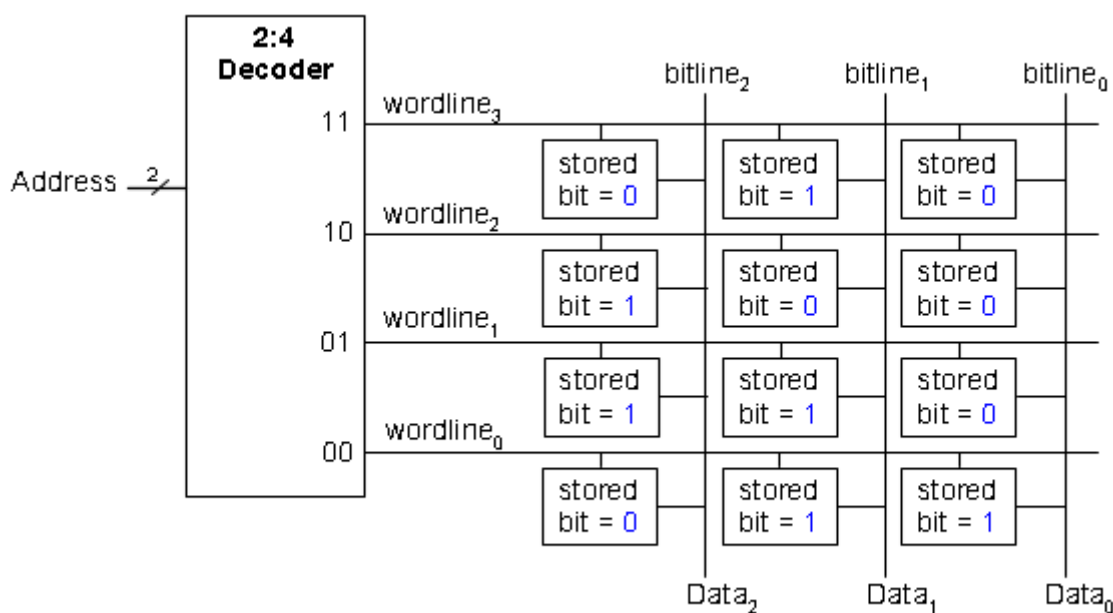 2:4
Decoder
bitline2 bitline1 bitline0
wordline3
11
stored stored stored
bit = 0 bit = 1 bit = 0
Address 2
wordline2
10
stored stored stored
bit = 1 bit = 0 bit = 0
wordline1
01
stored stored stored
bit = 1 bit = 1 bit = 0
wordline0
00
stored stored stored
bit = 0 bit = 1 bit = 1
Data2 Data1 Data0